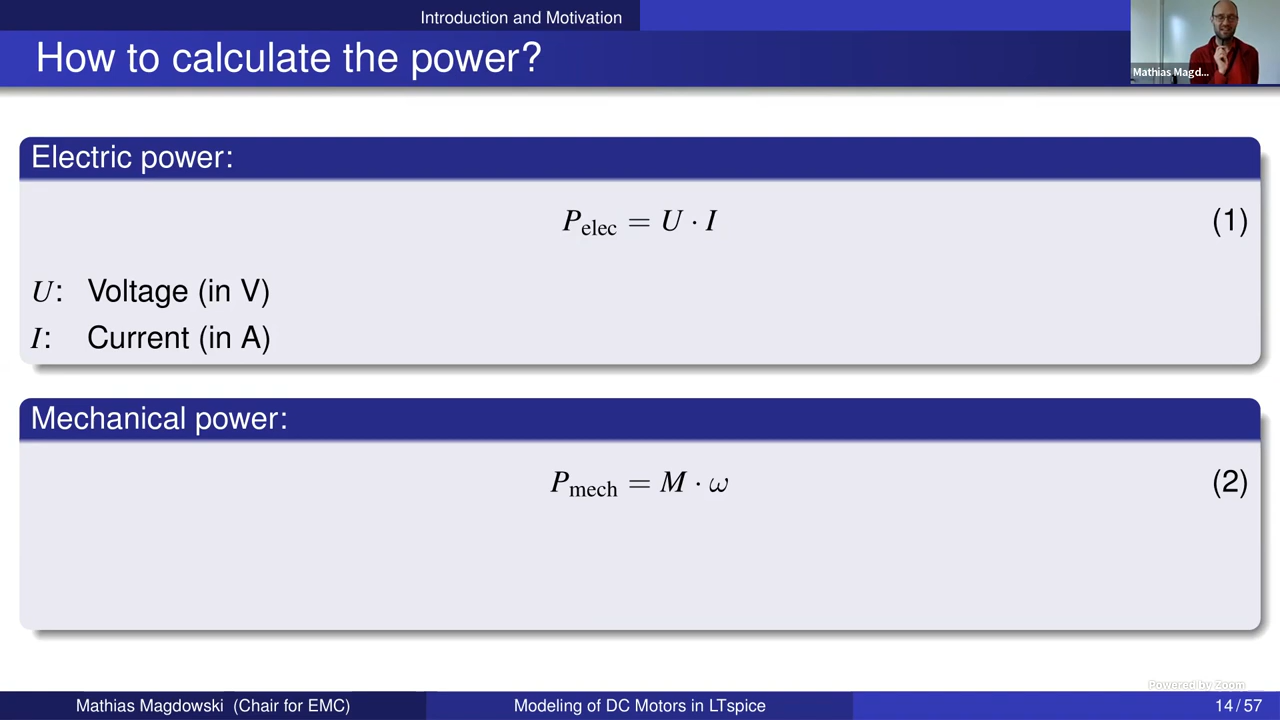 Introduction and Motivation
How to calculate the power?
Mathias Magd...
Electric power:
P_elec = U · I (1)
U: Voltage (in V)
I: Current (in A)
Mechanical power:
P_mech = M · ω (2)
Powered by Zoom
Mathias Magdowski (Chair for EMC) Modeling of DC Motors in LTspice 14 / 57